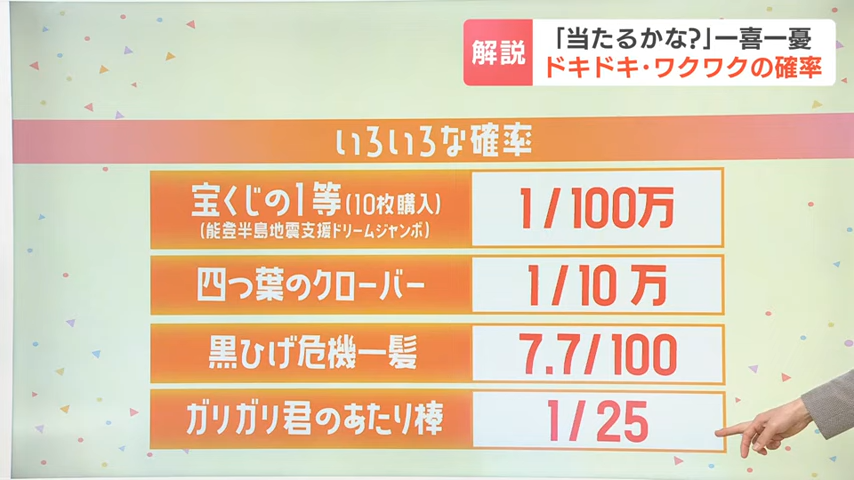 解説
「当たるかな?」一喜一憂
ドキドキ・ワクワクの確率
いろいろな確率
宝くじの1等(10枚購入)
(能登半島地震支援ドリームジャンボ)
1/100万
四つ葉のクローバー
1/10万
黒ひげ危機一髪
7.7/100
ガリガリ君のあたり棒
1/25